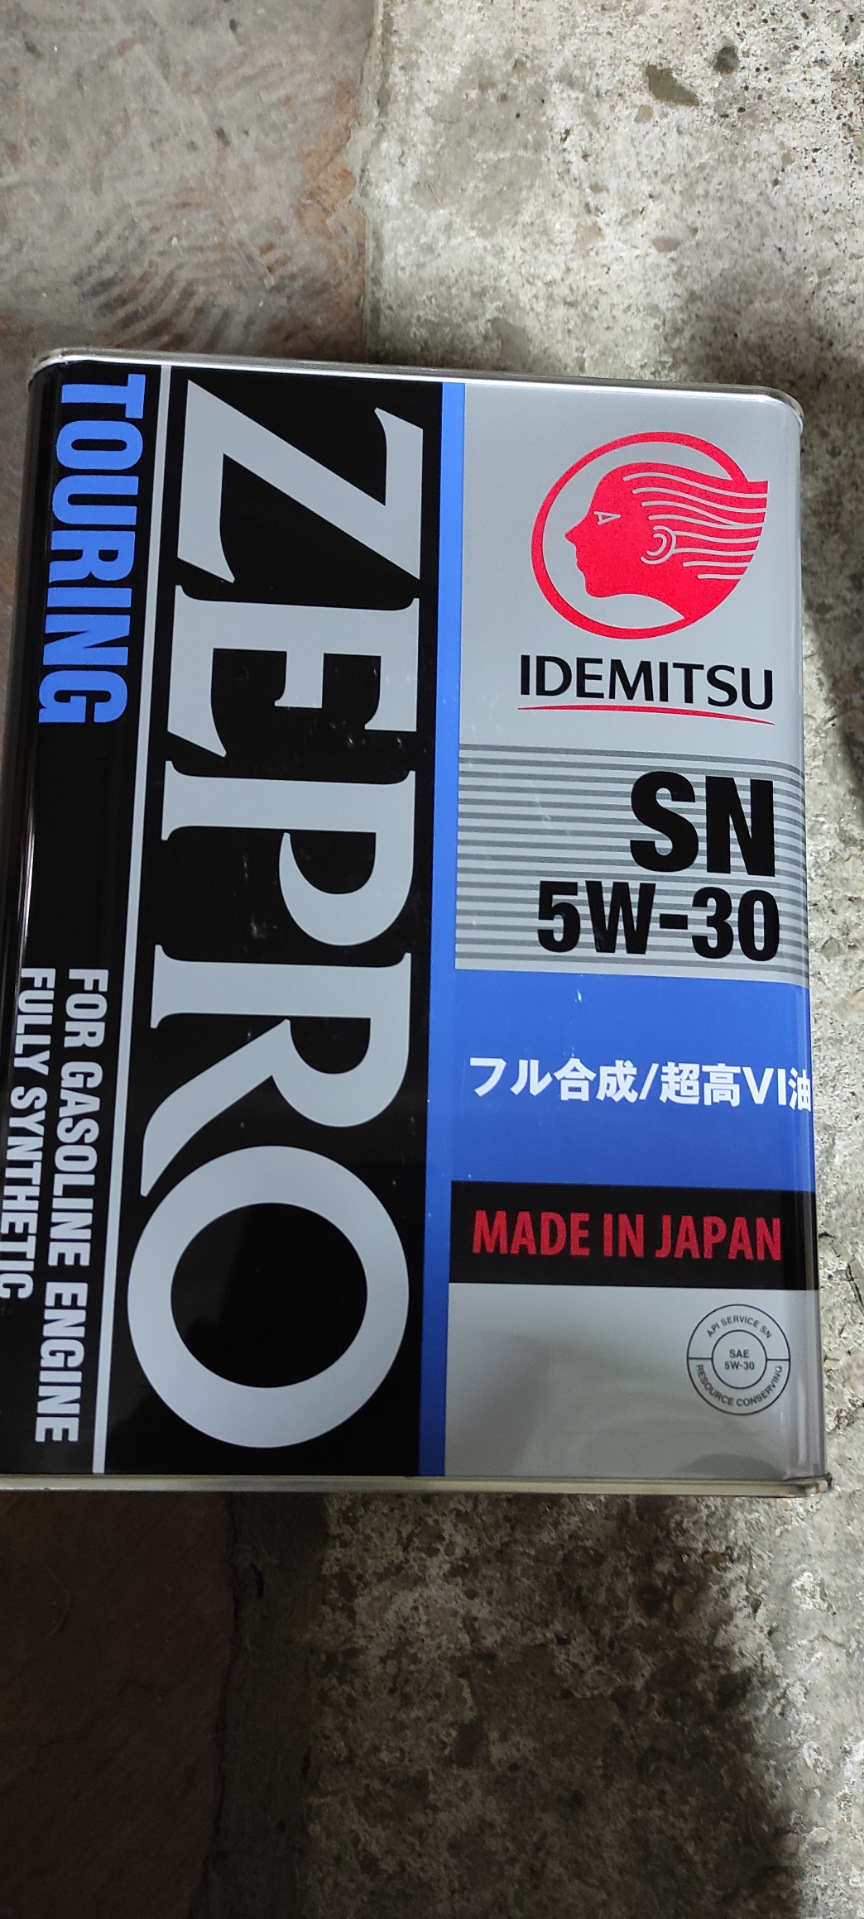 IDEMITSU
SN
5W-30
フル合成/超高VI油
MADE IN JAPAN
API SERVICE SN
SAE
5W-30
RESOURCE CONSERVING
ZEPRO
TOURING
FOR GASOLINE ENGINE
FULLY SYNTHETIC